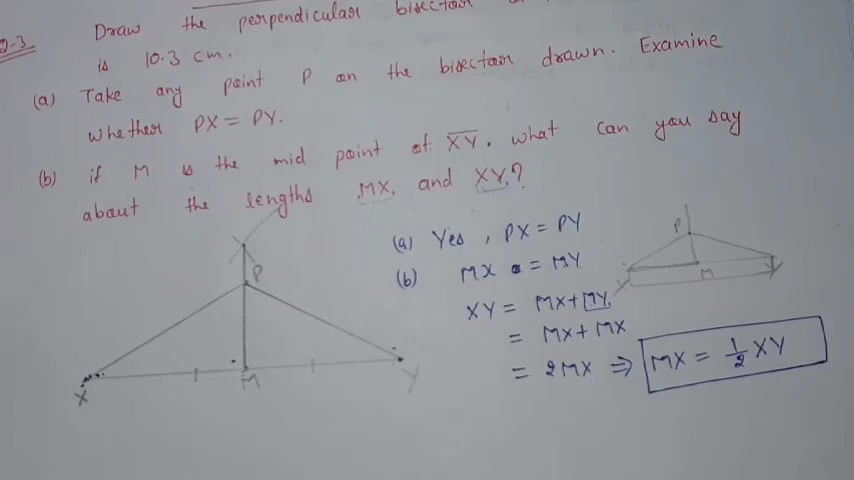 Q-3 Draw the perpendicular bisector
is 10.3 cm.
(a) Take any point P on the bisector drawn. Examine
whether PX = PY.
(b) if M is the mid point of XY. what can you say
about the lengths MX, and XY?
(a) Yes, PX = PY
(b) MX = MY
XY = MX + MY
= MX + MX
= 2MX ⇒ MX = 1/2 XY
P
X
M
Y
P
X
M
Y